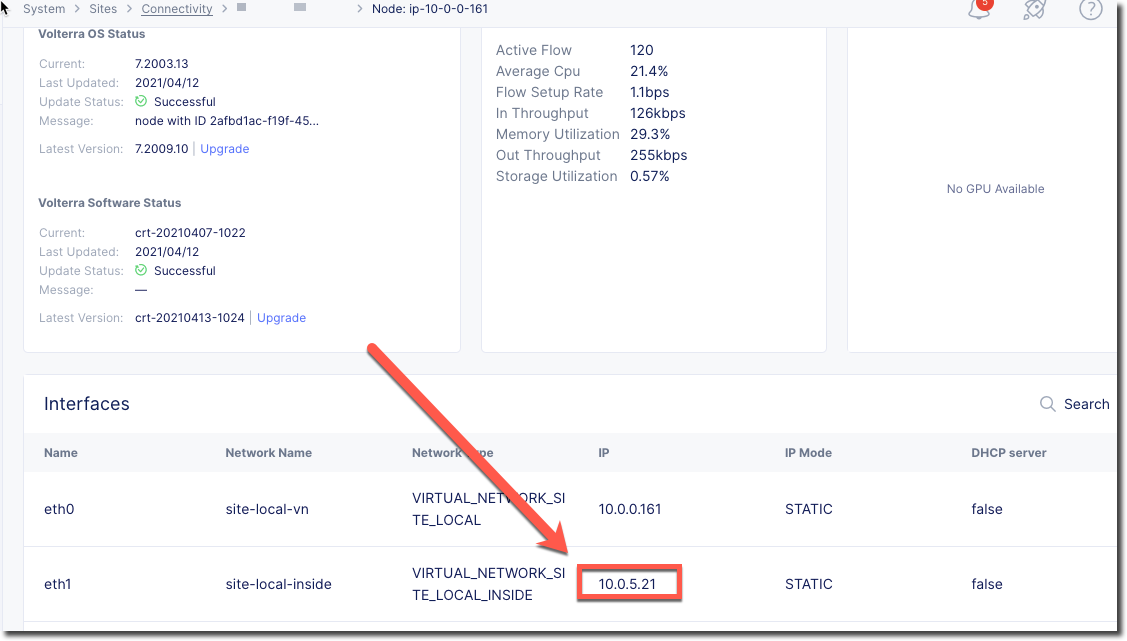 System > Sites > Connectivity > > Node: ip-10-0-0-161
5
?
Volterra OS Status
Current: 7.2003.13
Last Updated: 2021/04/12
Update Status: Successful
Message: node with ID 2afbd1ac-f19f-45...
Latest Version: 7.2009.10 | Upgrade
Volterra Software Status
Current: crt-20210407-1022
Last Updated: 2021/04/12
Update Status: Successful
Message: —
Latest Version: crt-20210413-1024 | Upgrade
Active Flow 120
Average Cpu 21.4%
Flow Setup Rate 1.1bps
In Throughput 126kbps
Memory Utilization 29.3%
Out Throughput 255kbps
Storage Utilization 0.57%
No GPU Available
Interfaces
Search
Name Network Name Network IP IP Mode DHCP server
eth0 site-local-vn VIRTUAL_NETWORK_SI 10.0.0.161 STATIC false
TE_LOCAL
eth1 site-local-inside VIRTUAL_NETWORK_SI 10.0.5.21 STATIC false
TE_LOCAL_INSIDE